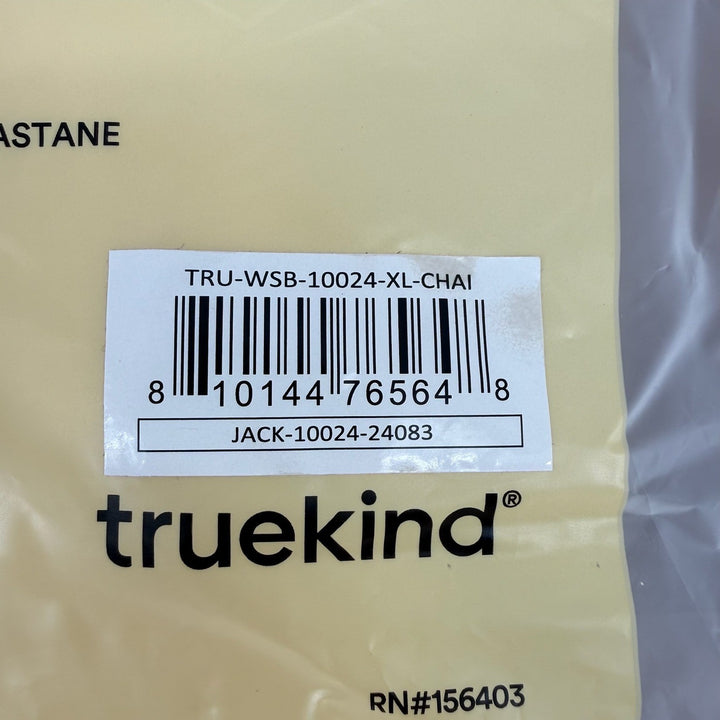 ASTANE
TRU-WSB-10024-XL-CHAI
8 10144 76564 8
JACK-10024-24083
truekind®
RN#156403